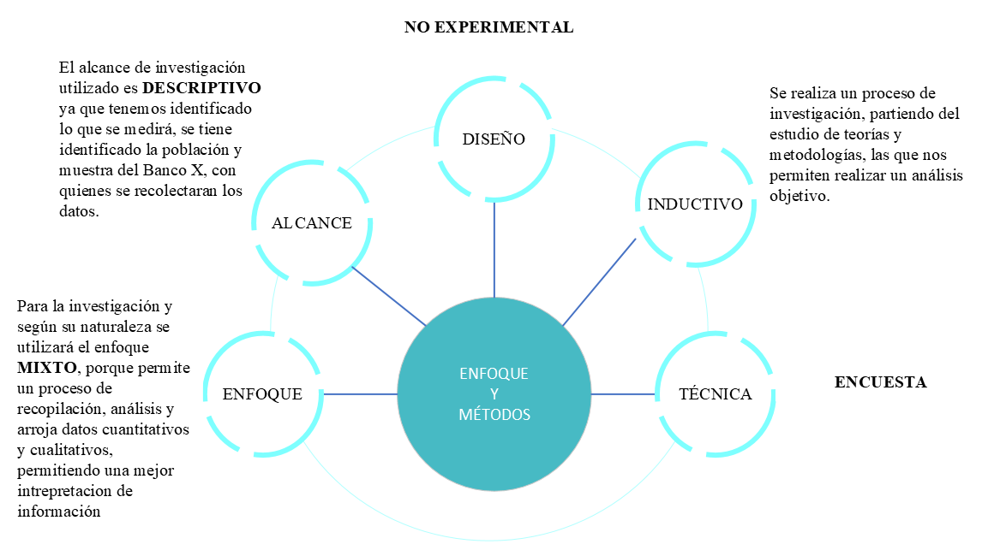 NO EXPERIMENTAL
El alcance de investigación
utilizado es DESCRIPTIVO
ya que tenemos identificado
lo que se medirá, se tiene
identificado la población y
muestra del Banco X, con
quienes se recolectaran los
datos.
DISEÑO
Se realiza un proceso de
investigación, partiendo del
estudio de teorías y
metodologías, las que nos
permiten realizar un análisis
objetivo.
INDUCTIVO
ALCANCE
Para la investigación y
según su naturaleza se
utilizará el enfoque
MIXTO, porque permite
un proceso de
recopilación, análisis y
arroja datos cuantitativos
y cualitativos,
permitiendo una mejor
intrepretacion de
información
ENFOQUE
ENFOQUE
Y
MÉTODOS
TÉCNICA
ENCUESTA